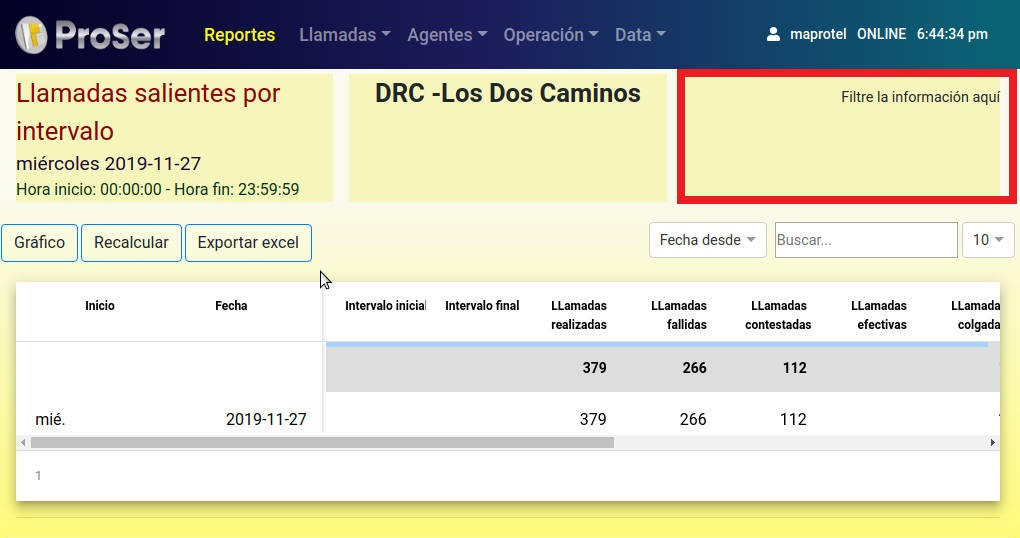 ProSer Reportes Llamadas Agentes Operación Data maprotel ONLINE 6:44:34 pm
Llamadas salientes por
intervalo
miércoles 2019-11-27
Hora inicio: 00:00:00 - Hora fin: 23:59:59
DRC -Los Dos Caminos
Filtre la información aquí
Gráfico Recalcular Exportar excel Fecha desde Buscar... 10
Inicio Fecha Intervalo inicial Intervalo final LLamadas LLamadas LLamadas LLamadas LLamada
realizadas fallidas contestadas efectivas colgada
379 266 112
mié. 2019-11-27 379 266 112
1